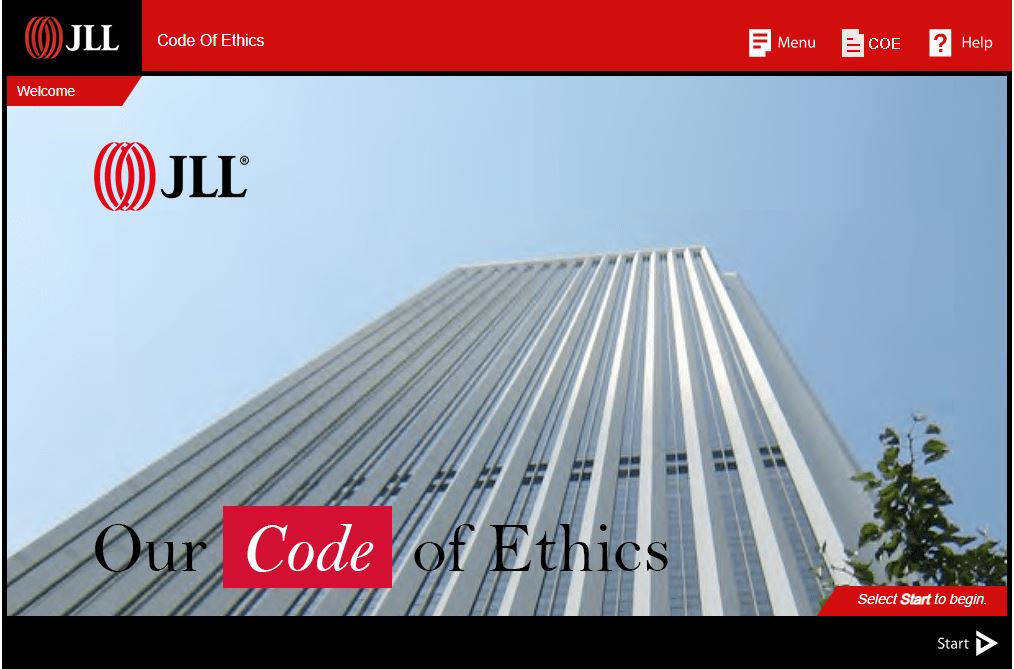 JLL
Code Of Ethics
Menu
COE
? Help
Welcome
JLL®
Our Code of Ethics
Select Start to begin.
Start